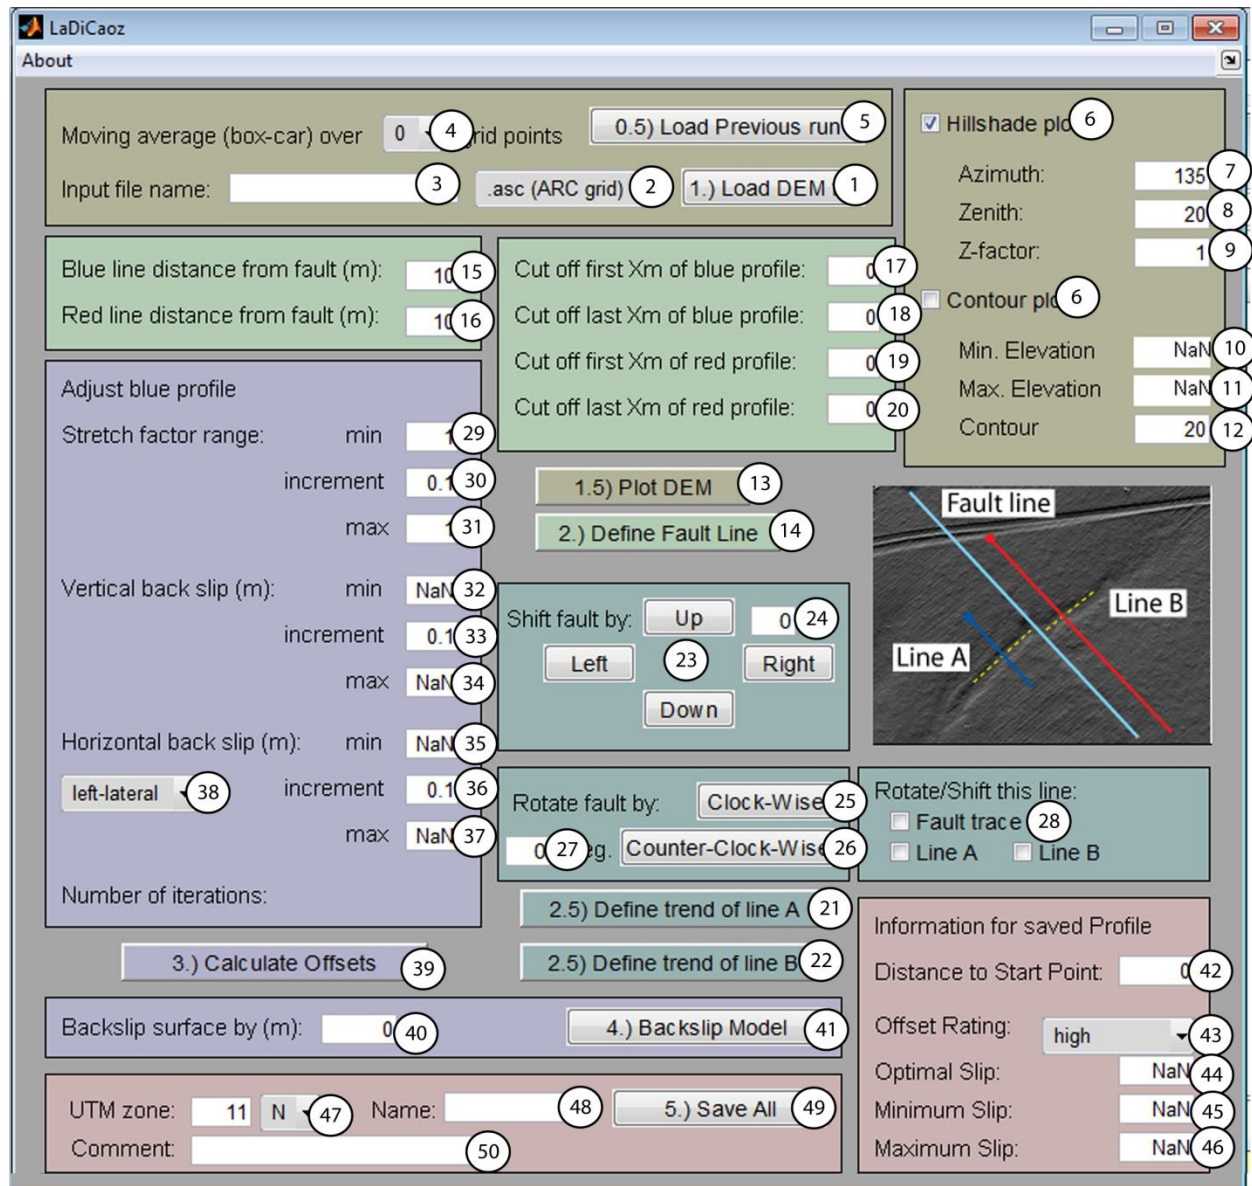 LaDiCaoz
About
Moving average (box-car) over 0 4 grid points 0.5) Load Previous run 5
Input file name: 3 .asc (ARC grid) 2 1.) Load DEM 1
Hillshade plo 6
Azimuth: 135 7
Zenith: 20 8
Z-factor: 1 9
Contour plo 6
Min. Elevation NaN 10
Max. Elevation NaN 11
Contour 20 12
Blue line distance from fault (m): 10 15
Red line distance from fault (m): 10 16
Cut off first Xm of blue profile: 0 17
Cut off last Xm of blue profile: 0 18
Cut off first Xm of red profile: 0 19
Cut off last Xm of red profile: 0 20
Adjust blue profile
Stretch factor range: min 1 29
increment 0.1 30
max 1 31
Vertical back slip (m): min NaN 32
increment 0.1 33
max NaN 34
Horizontal back slip (m): min NaN 35
left-lateral 38 increment 0.1 36
max NaN 37
Number of iterations:
1.5) Plot DEM 13
2.) Define Fault Line 14
Shift fault by: Up 0 24
Left 23 Right
Down
Fault line
Line B
Line A
Rotate fault by: Clock-Wise 25
0 27 eg. Counter-Clock-Wise 26
Rotate/Shift this line:
Fault trace 28
Line A Line B
2.5) Define trend of line A 21
2.5) Define trend of line B 22
3.) Calculate Offsets 39
Backslip surface by (m): 0 40 4.) Backslip Model 41
UTM zone: 11 N 47 Name: 48 5.) Save All 49
Comment: 50
Information for saved Profile
Distance to Start Point: 0 42
Offset Rating: high 43
Optimal Slip: NaN 44
Minimum Slip: NaN 45
Maximum Slip: NaN 46